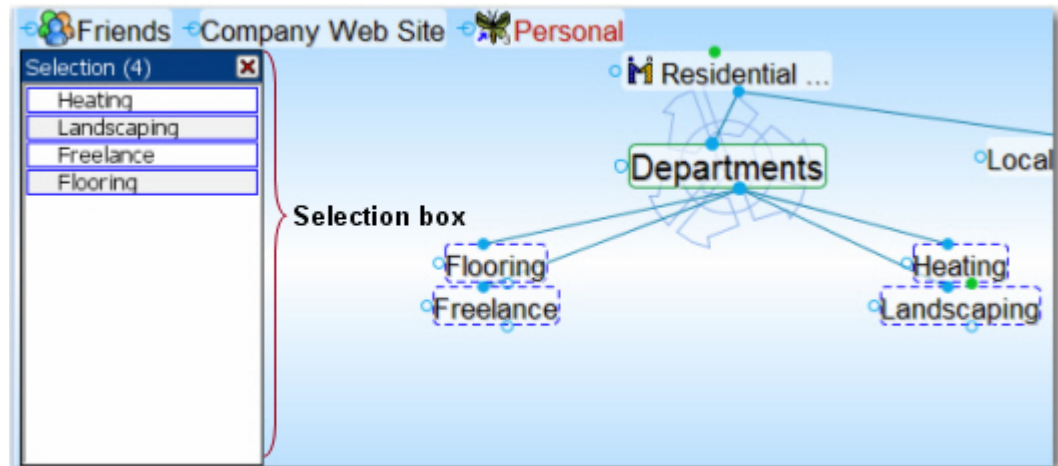 Friends Company Web Site Personal
Selection (4)
Heating
Landscaping
Freelance
Flooring
Selection box
Residential ...
Departments
Local
Flooring
Heating
Freelance
Landscaping